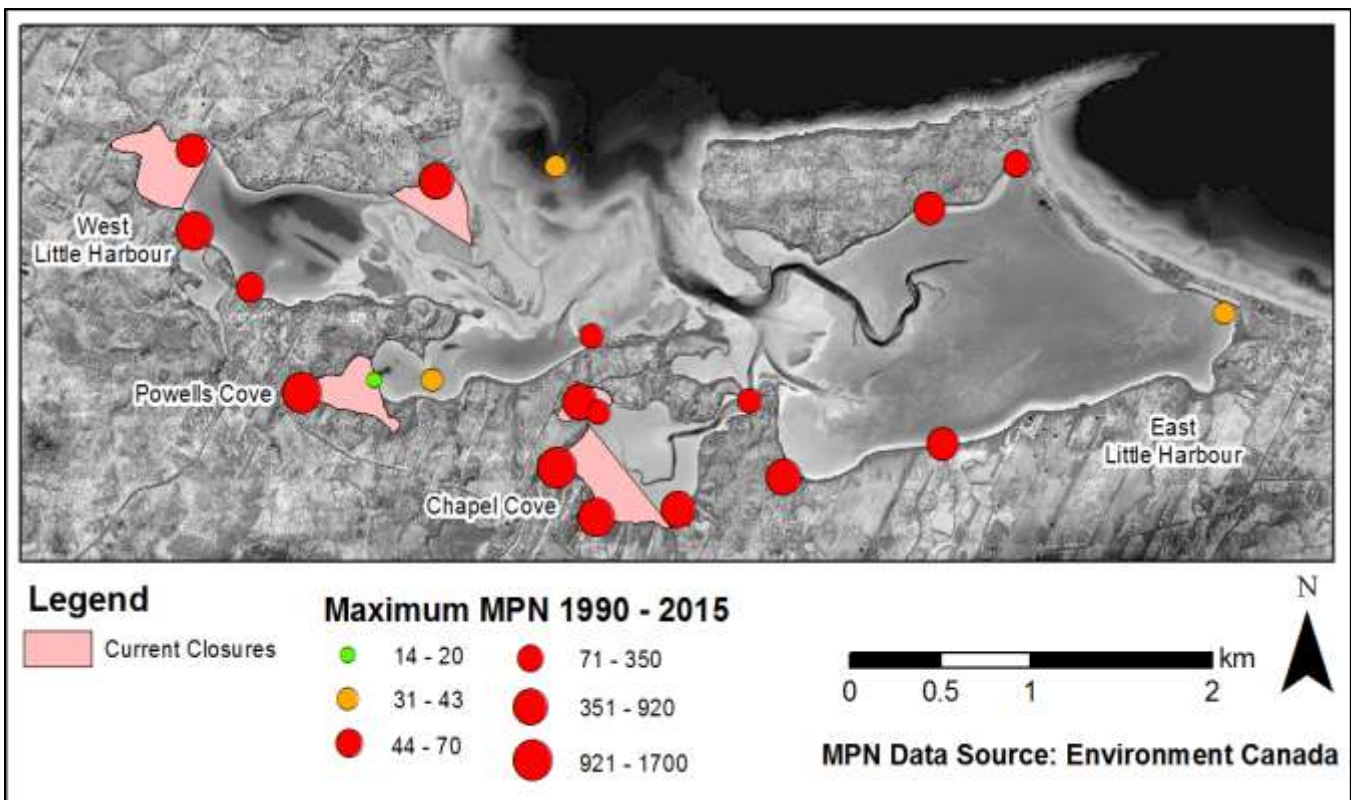 West
Little Harbour
Powells Cove
Chapel Cove
East
Little Harbour
Legend
Current Closures
Maximum MPN 1990 - 2015
14 - 20
31 - 43
44 - 70
71 - 350
351 - 920
921 - 1700
N
km
0 0.5 1 2
MPN Data Source: Environment Canada